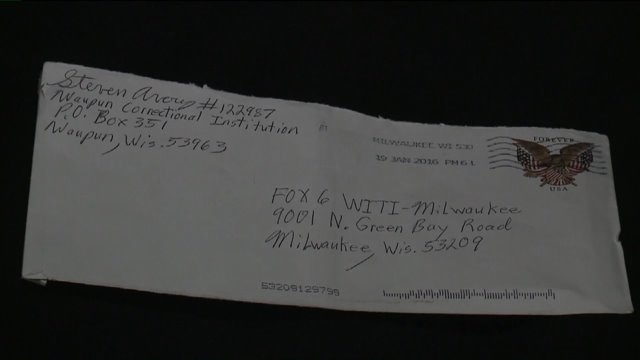 Steven Avery #122987
Waupun Correctional Institution
P.O. Box 351
Waupun, Wis. 53963
MILWAUKEE WI 530
19 JAN 2016 PM 6 L
FOREVER
USA
FOX 6 WITI-Milwaukee
9001 N. Green Bay Road
Milwaukee, Wis. 53209
53209129799